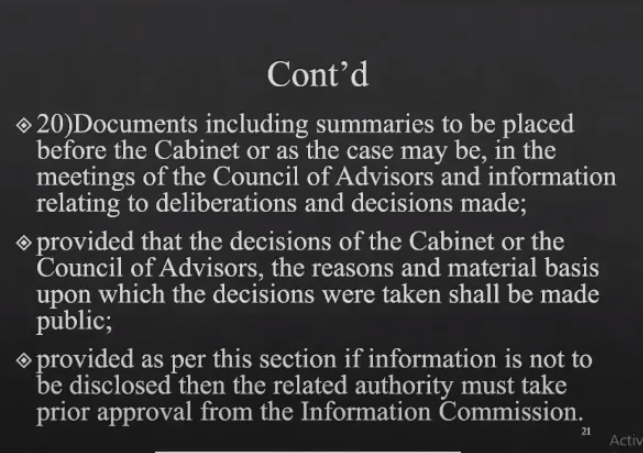 Cont’d
20)Documents including summaries to be placed
before the Cabinet or as the case may be, in the
meetings of the Council of Advisors and information
relating to deliberations and decisions made;
provided that the decisions of the Cabinet or the
Council of Advisors, the reasons and material basis
upon which the decisions were taken shall be made
public;
provided as per this section if information is not to
be disclosed then the related authority must take
prior approval from the Information Commission.
21
Activ